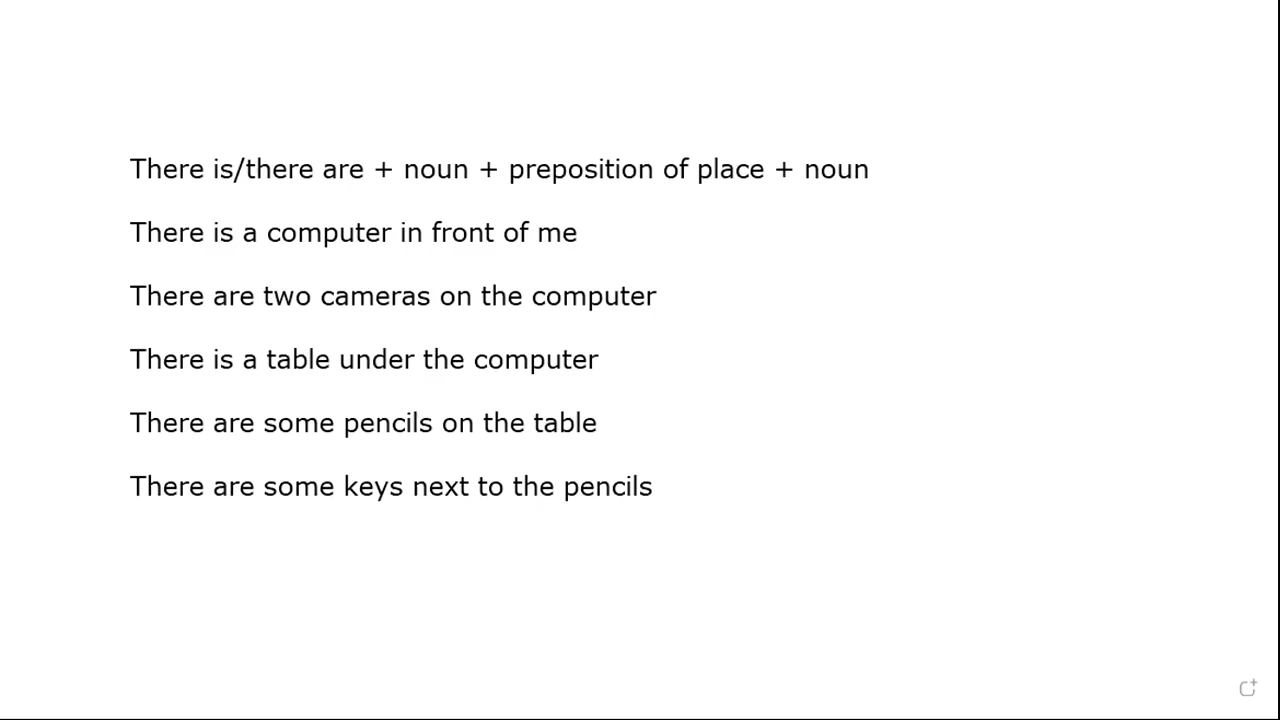 There is/there are + noun + preposition of place + noun
There is a computer in front of me
There are two cameras on the computer
There is a table under the computer
There are some pencils on the table
There are some keys next to the pencils